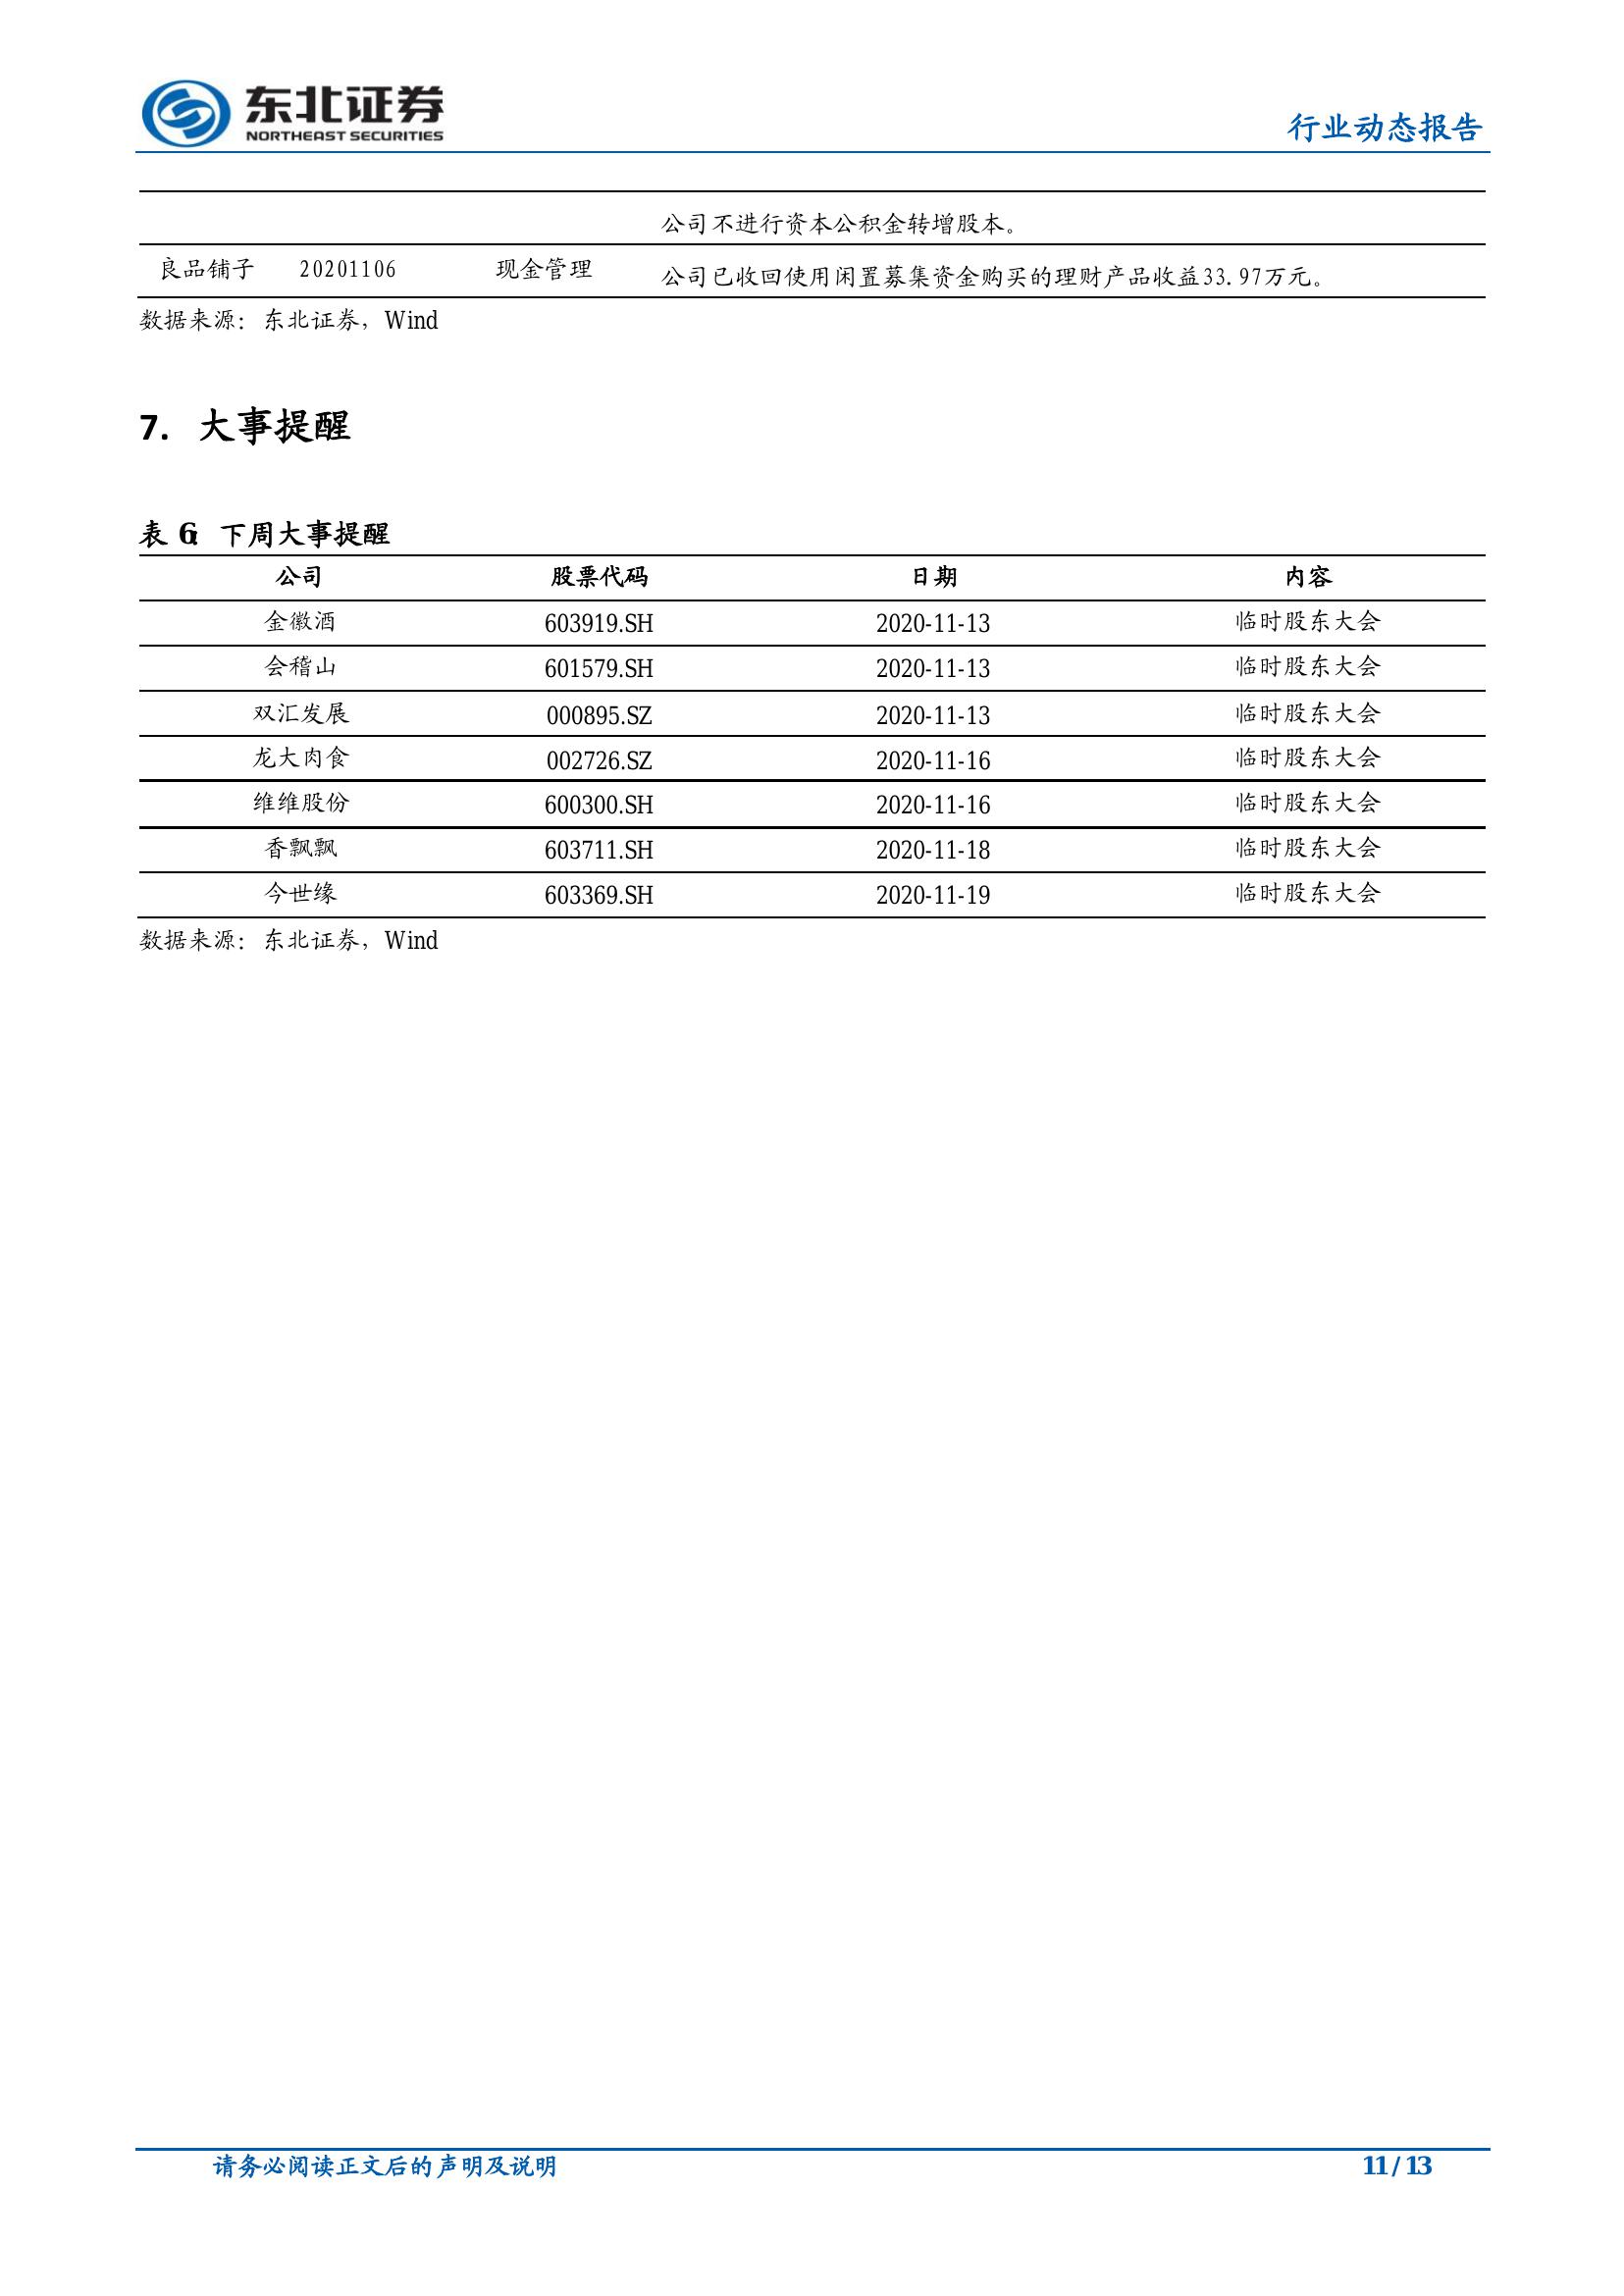 东北证券
NORTHEAST SECURITIES
行业动态报告
公司不进行资本公积金转增股本。
良品铺子 20201106 现金管理 公司已收回使用闲置募集资金购买的理财产品收益33.97万元。
数据来源：东北证券，Wind
7. 大事提醒
表 6: 下周大事提醒
公司 股票代码 日期 内容
金徽酒 603919.SH 2020-11-13 临时股东大会
会稽山 601579.SH 2020-11-13 临时股东大会
双汇发展 000895.SZ 2020-11-13 临时股东大会
龙大肉食 002726.SZ 2020-11-16 临时股东大会
维维股份 600300.SH 2020-11-16 临时股东大会
香飘飘 603711.SH 2020-11-18 临时股东大会
今世缘 603369.SH 2020-11-19 临时股东大会
数据来源：东北证券，Wind
请务必阅读正文后的声明及说明 11 / 13